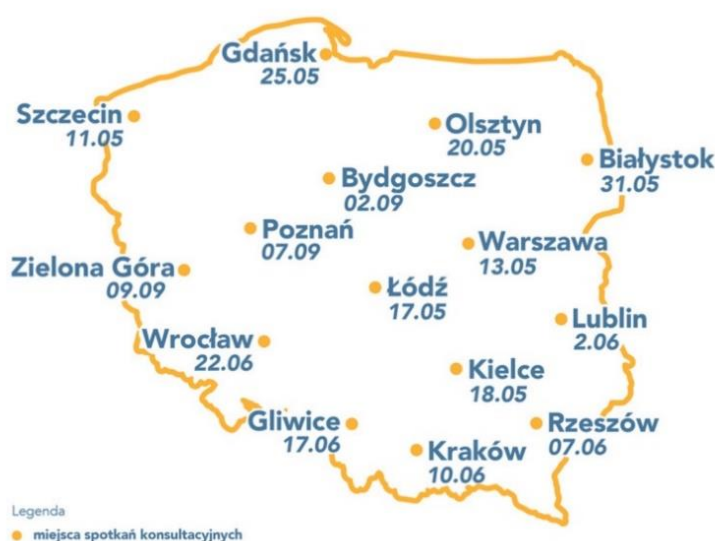 Gdańsk
25.05
Szczecin
11.05
Olsztyn
20.05
Białystok
31.05
Bydgoszcz
02.09
Poznań
07.09
Warszawa
13.05
Zielona Góra
09.09
Łódź
17.05
Lublin
2.06
Wrocław
22.06
Kielce
18.05
Gliwice
17.06
Rzeszów
07.06
Kraków
10.06
Legenda
miejsca spotkań konsultacyjnych